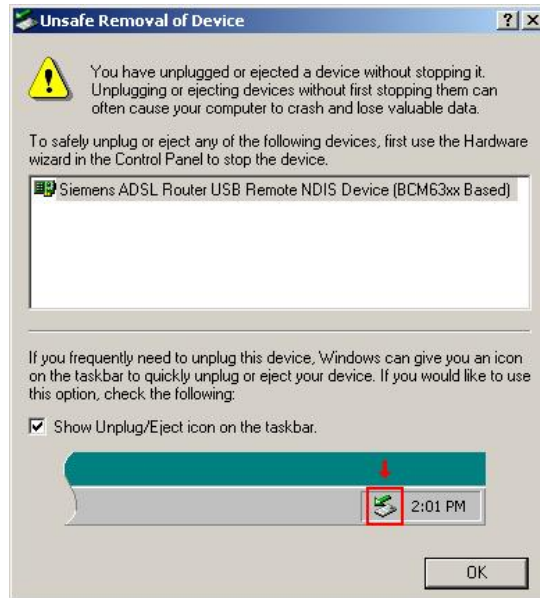 Unsafe Removal of Device
You have unplugged or ejected a device without stopping it.
Unplugging or ejecting devices without first stopping them can
often cause your computer to crash and lose valuable data.
To safely unplug or eject any of the following devices, first use the Hardware
wizard in the Control Panel to stop the device.
Siemens ADSL Router USB Remote NDIS Device (BCM63xx Based)
If you frequently need to unplug this device, Windows can give you an icon
on the taskbar to quickly unplug or eject your device. If you would like to use
this option, check the following:
Show Unplug/Eject icon on the taskbar.
2:01 PM
OK